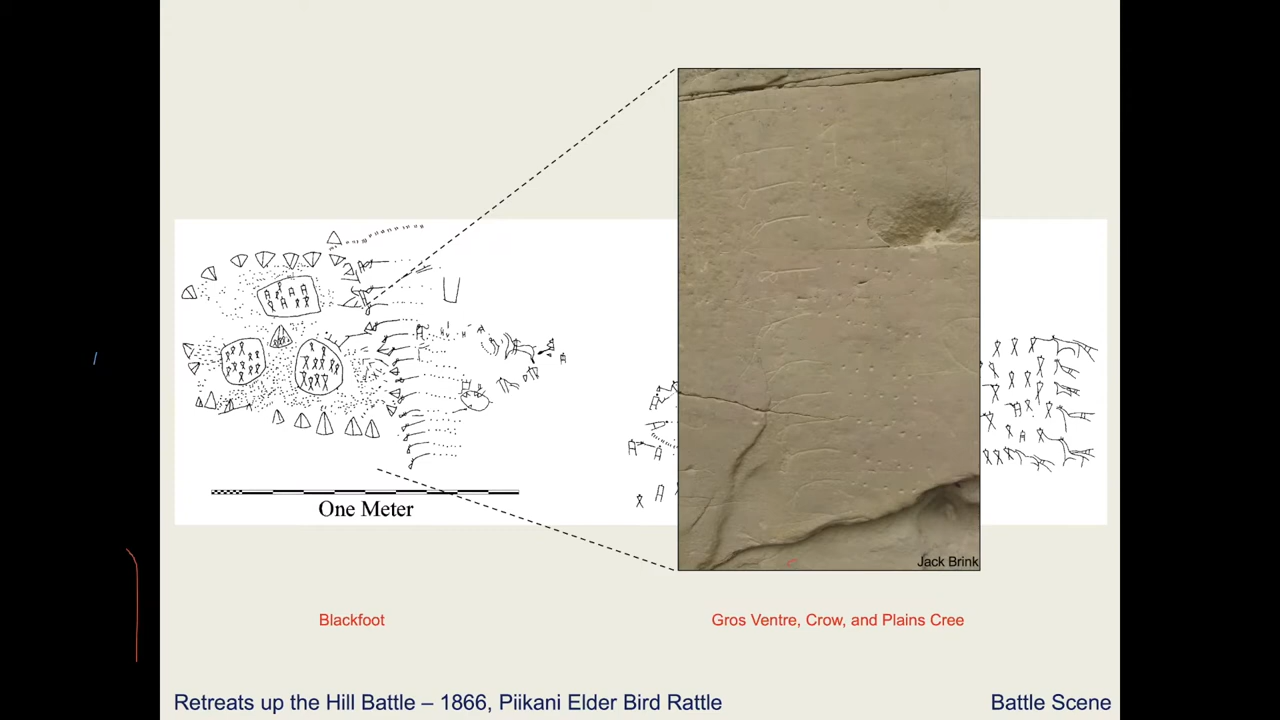 Jack Brink
One Meter
Blackfoot
Gros Ventre, Crow, and Plains Cree
Retreats up the Hill Battle – 1866, Piikani Elder Bird Rattle
Battle Scene